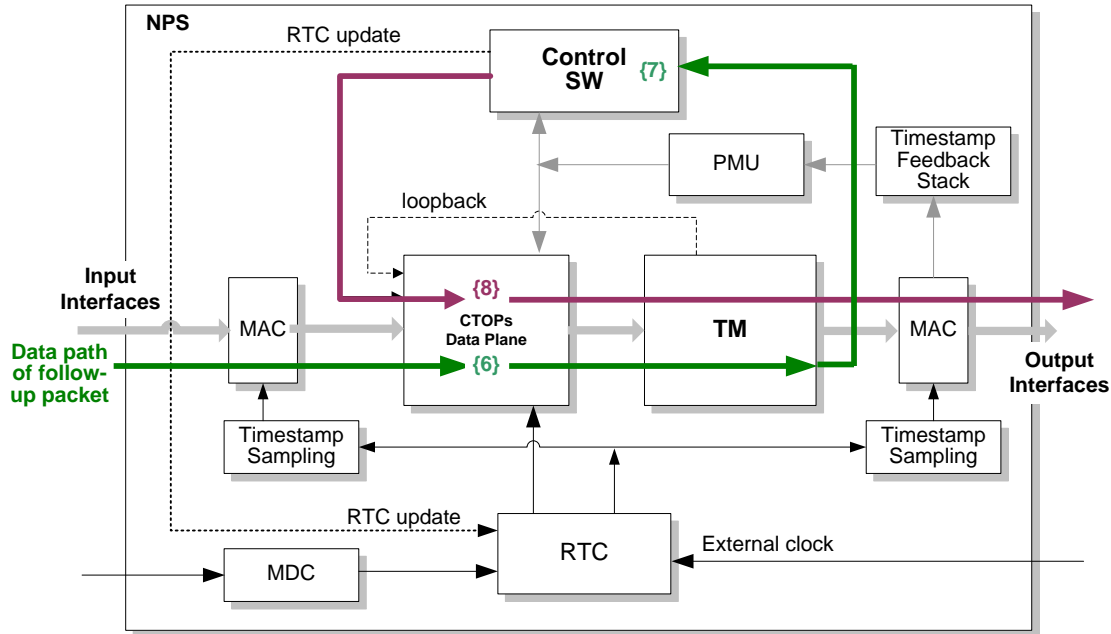 NPS
RTC update
Control
SW
{7}
PMU
Timestamp
Feedback
Stack
loopback
Input
Interfaces
MAC
{8}
CTOPs
Data Plane
{6}
TM
MAC
Data path
of follow-
up packet
Output
Interfaces
Timestamp
Sampling
Timestamp
Sampling
RTC update
RTC
External clock
MDC